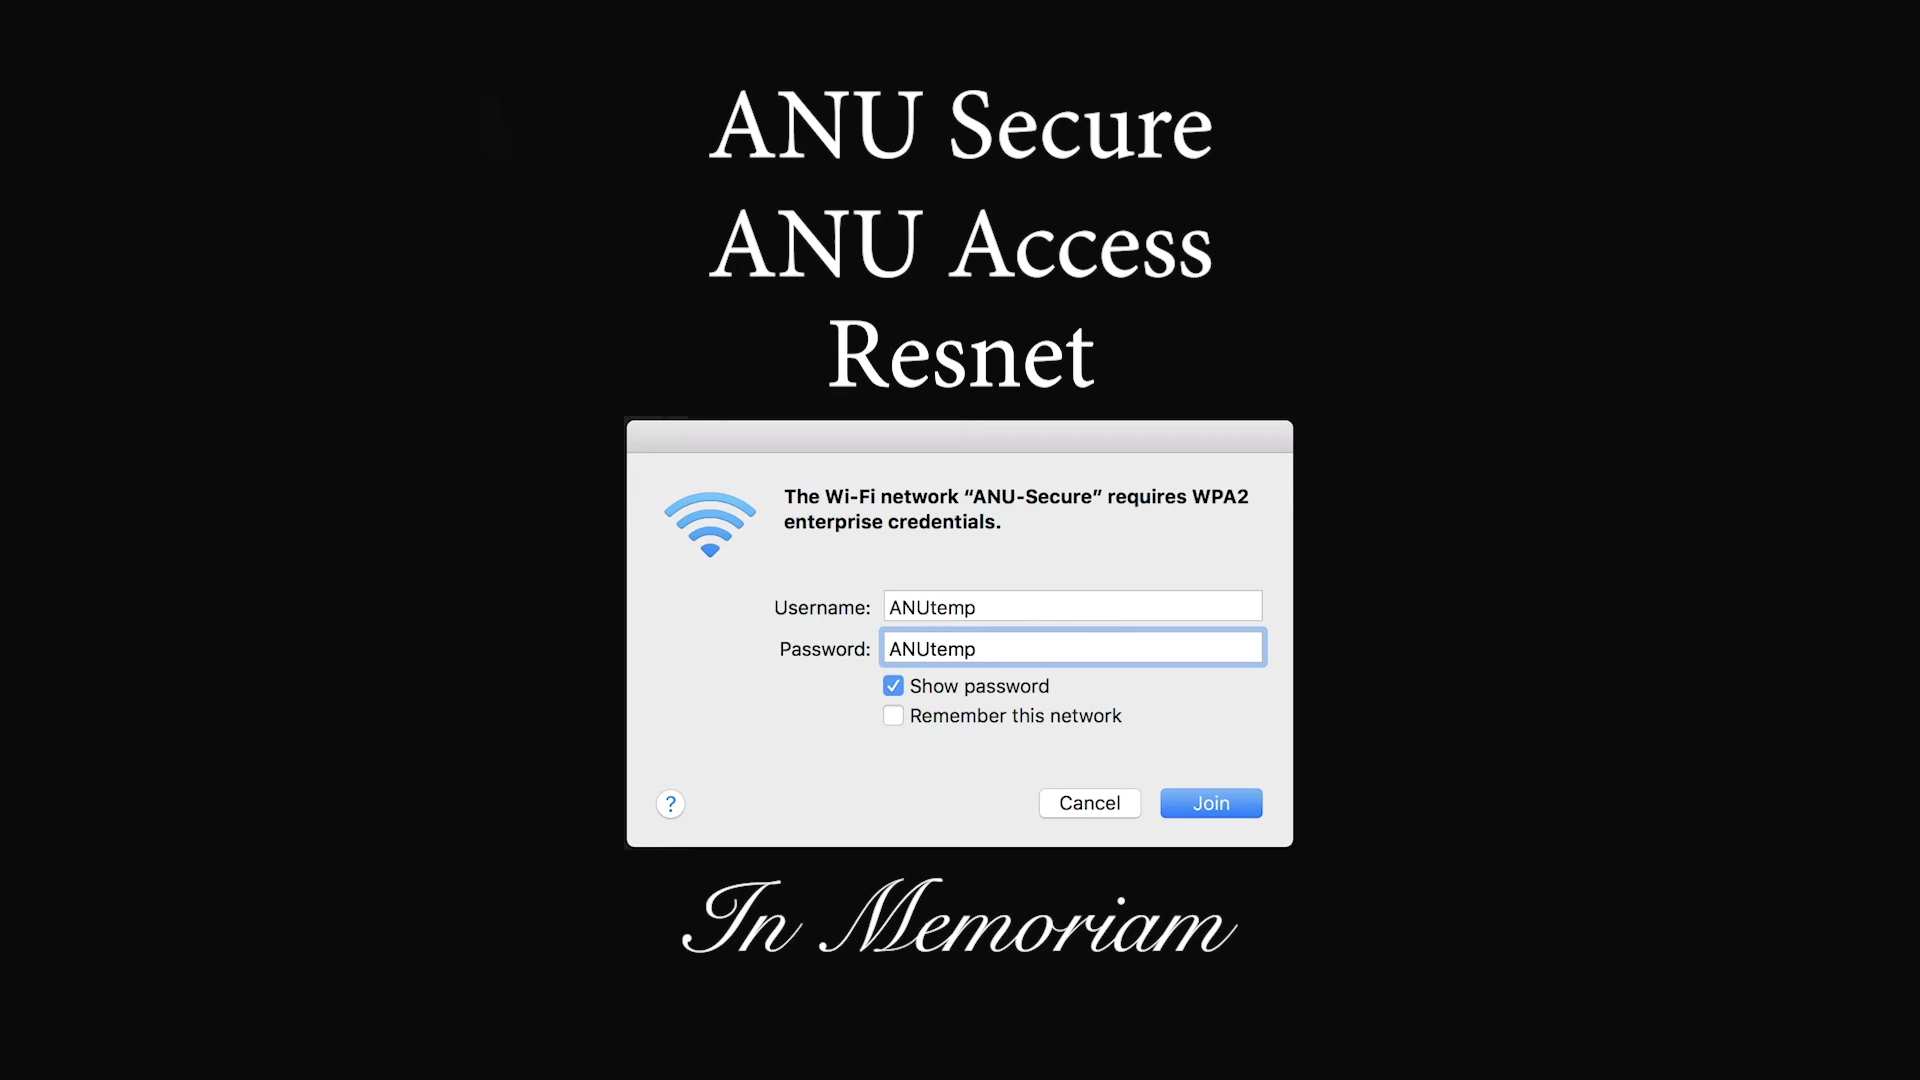 ANU Secure
ANU Access
Resnet
The Wi-Fi network “ANU-Secure” requires WPA2
enterprise credentials.
Username: ANUtemp
Password: ANUtemp
Show password
Remember this network
? Cancel Join
In Memoriam